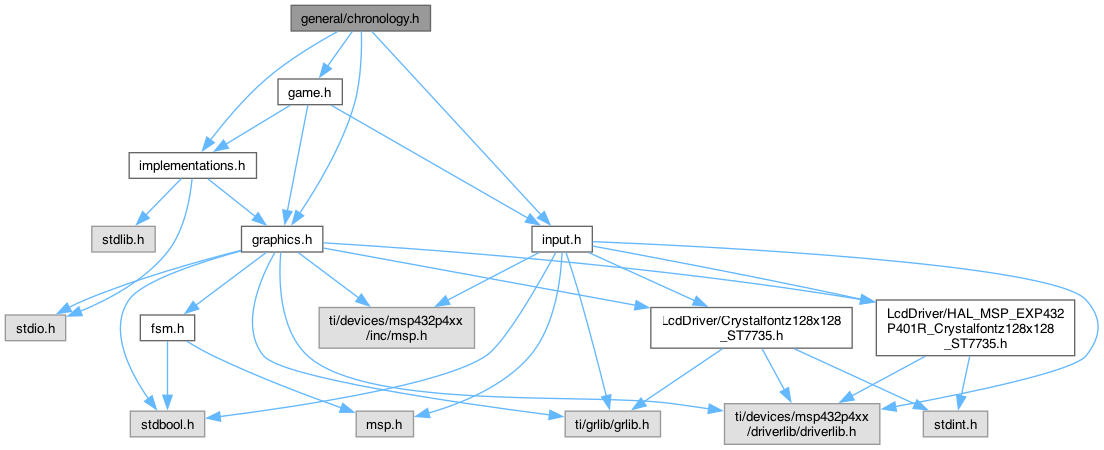 general/chronology.h
game.h
implementations.h
stdlib.h
graphics.h
input.h
stdio.h
fsm.h
ti/devices/msp432p4xx
/inc/msp.h
LcdDriver/Crystalfontz128x128
_ST7735.h
LcdDriver/HAL_MSP_EXP432
P401R_Crystalfontz128x128
_ST7735.h
stdbool.h
msp.h
ti/grlib/grlib.h
ti/devices/msp432p4xx
/driverlib/driverlib.h
stdint.h